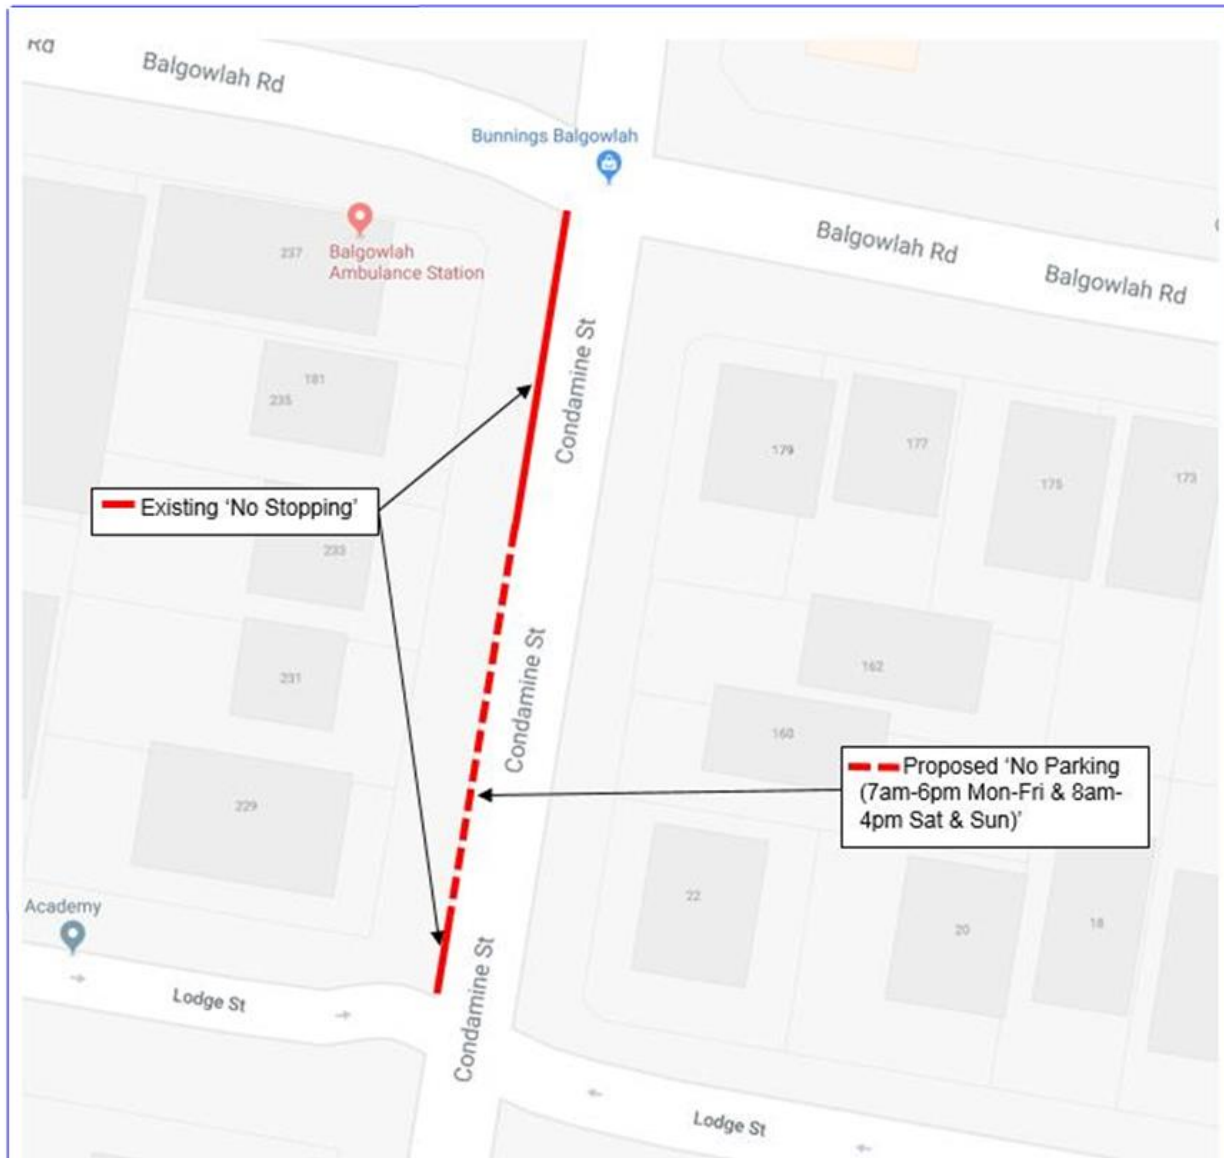 Rd
Balgowlah Rd
Bunnings Balgowlah
237
Balgowlah
Ambulance Station
Balgowlah Rd
Balgowlah Rd
Condamine St
181
235
179
177
175
173
Existing ‘No Stopping’
233
Condamine St
231
162
160
Proposed ‘No Parking
(7am-6pm Mon-Fri & 8am-
4pm Sat & Sun)’
229
22
20
18
Academy
Condamine St
Lodge St
Lodge St